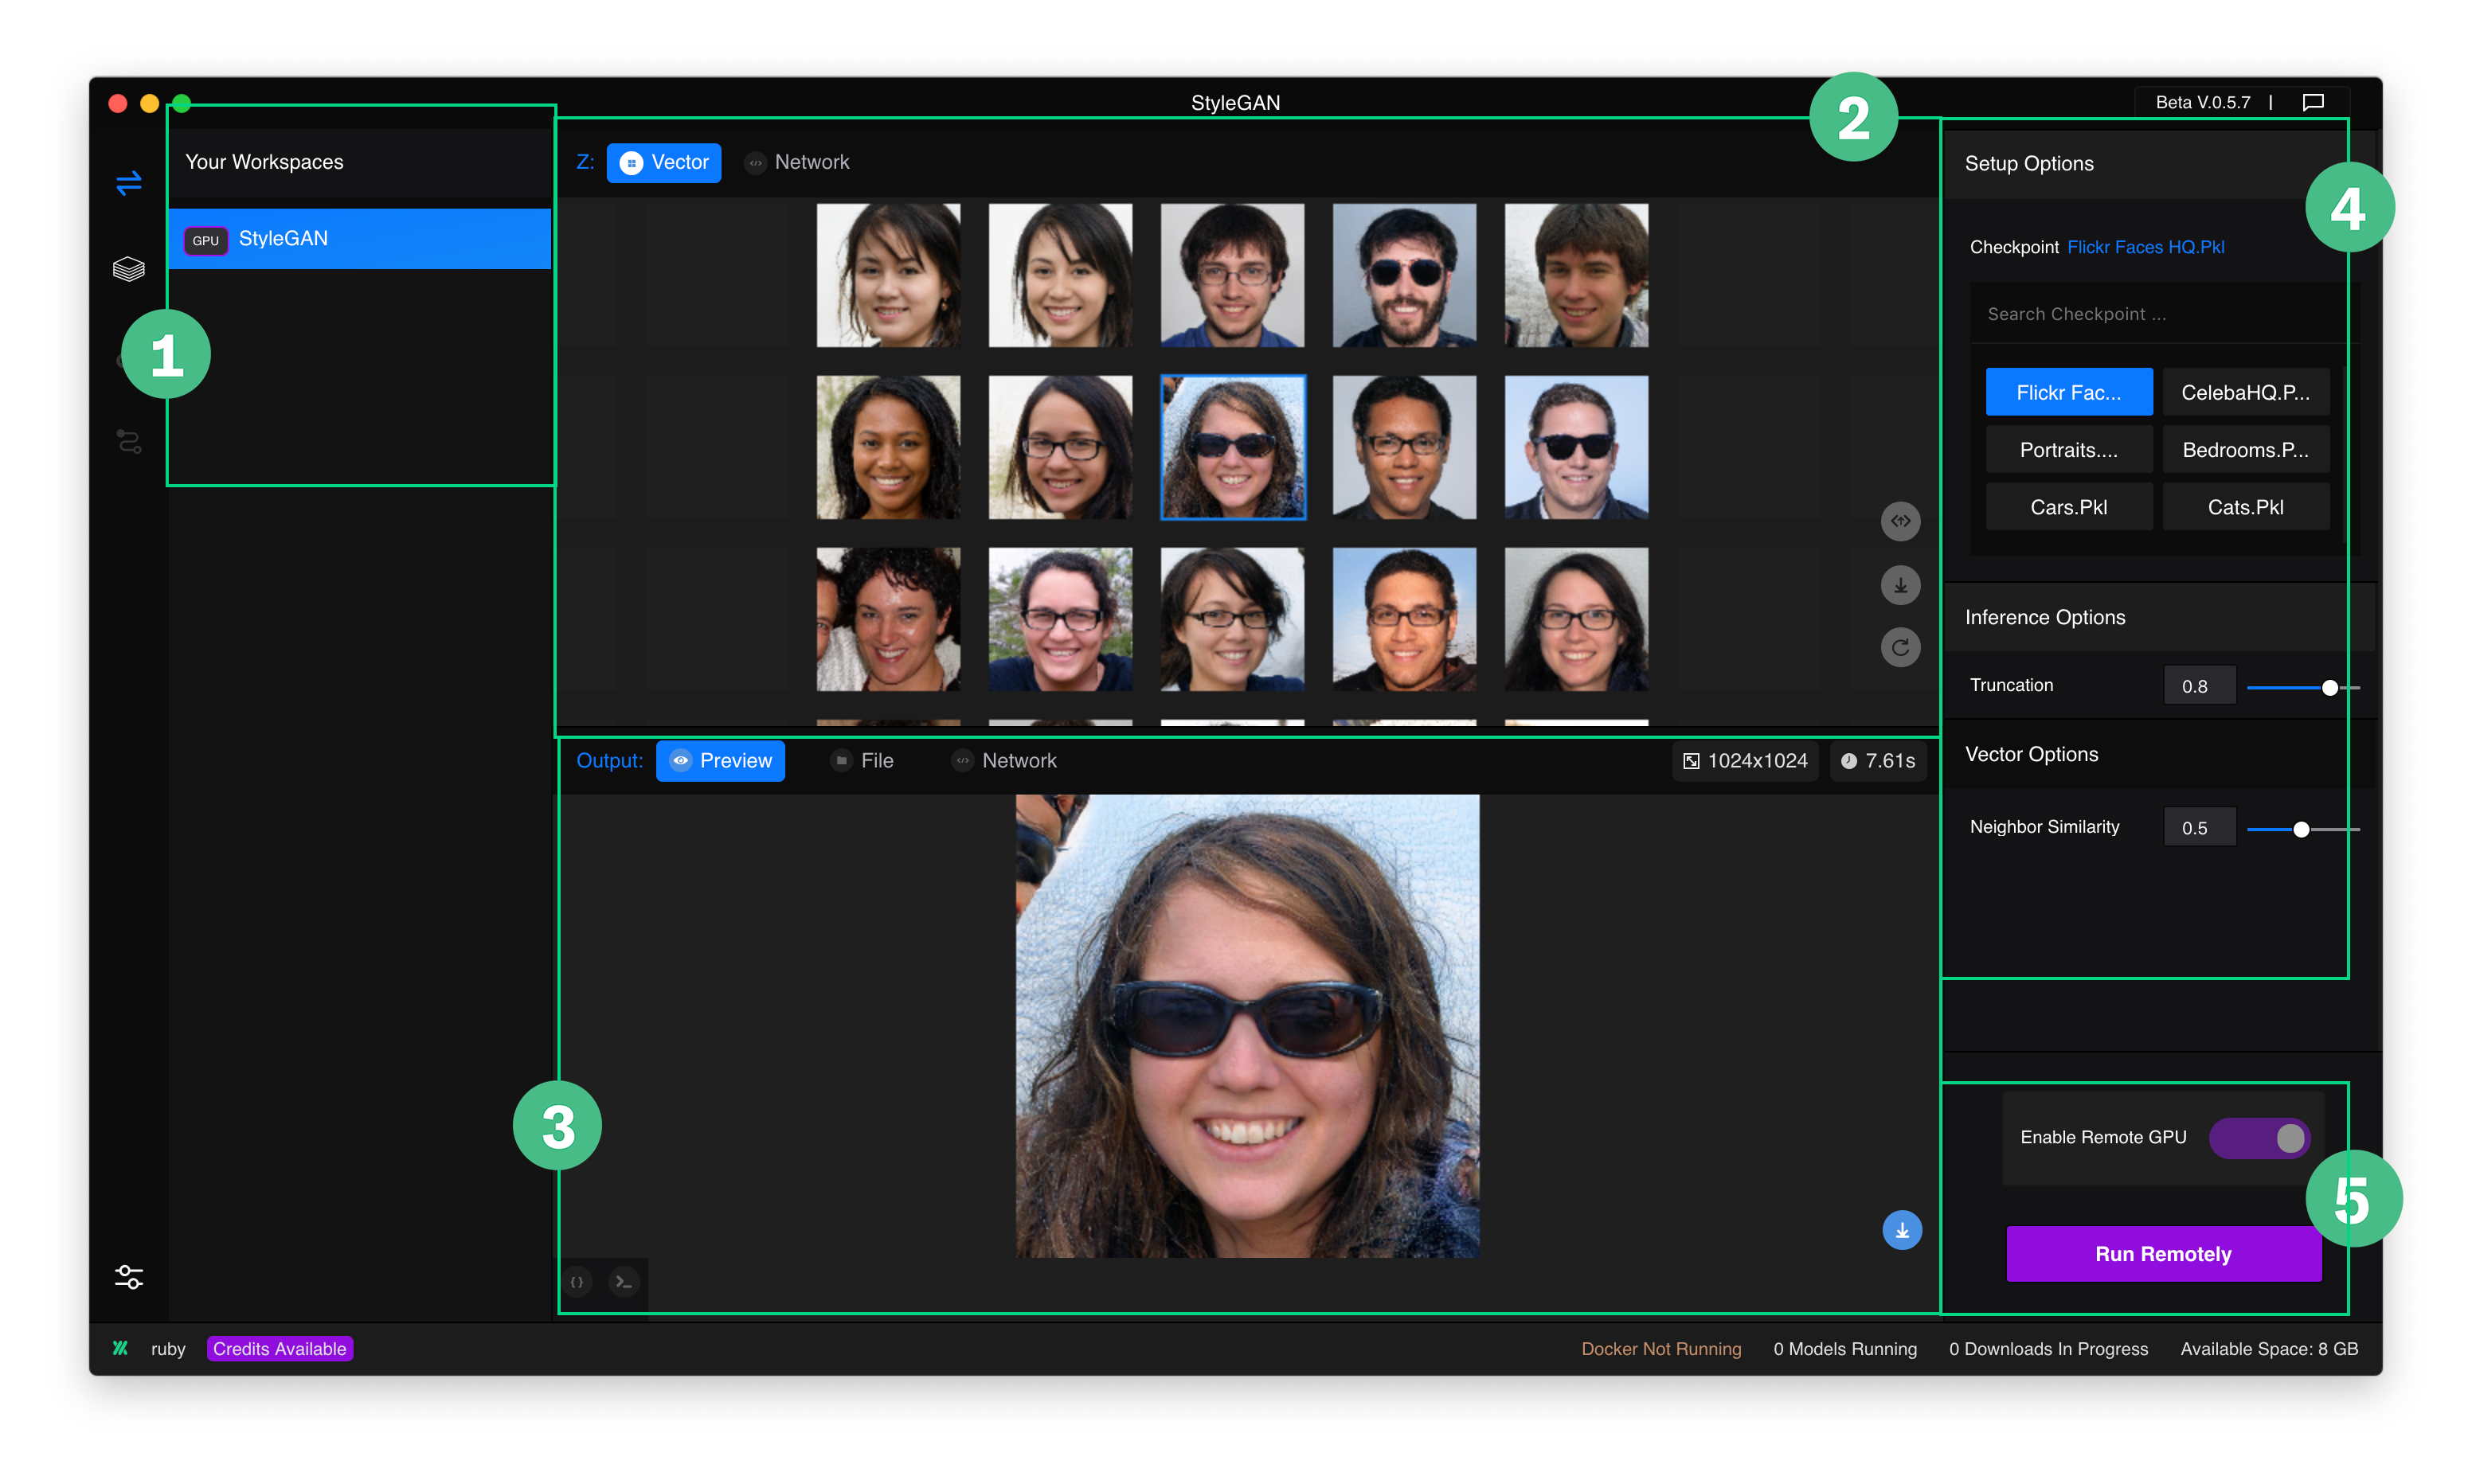 StyleGAN
Beta V.0.5.7 |
2
Your Workspaces
Z: Vector Network
Setup Options
4
GPU StyleGAN
Checkpoint Flickr Faces HQ.Pkl
Search Checkpoint ...
1
Flickr Fac... CelebaHQ.P...
Portraits.... Bedrooms.P...
Cars.Pkl Cats.Pkl
Inference Options
Truncation 0.8
Output: Preview File Network 1024x1024 7.61s
Vector Options
Neighbor Similarity 0.5
3
Enable Remote GPU
5
Run Remotely
ruby Credits Available Docker Not Running 0 Models Running 0 Downloads In Progress Available Space: 8 GB